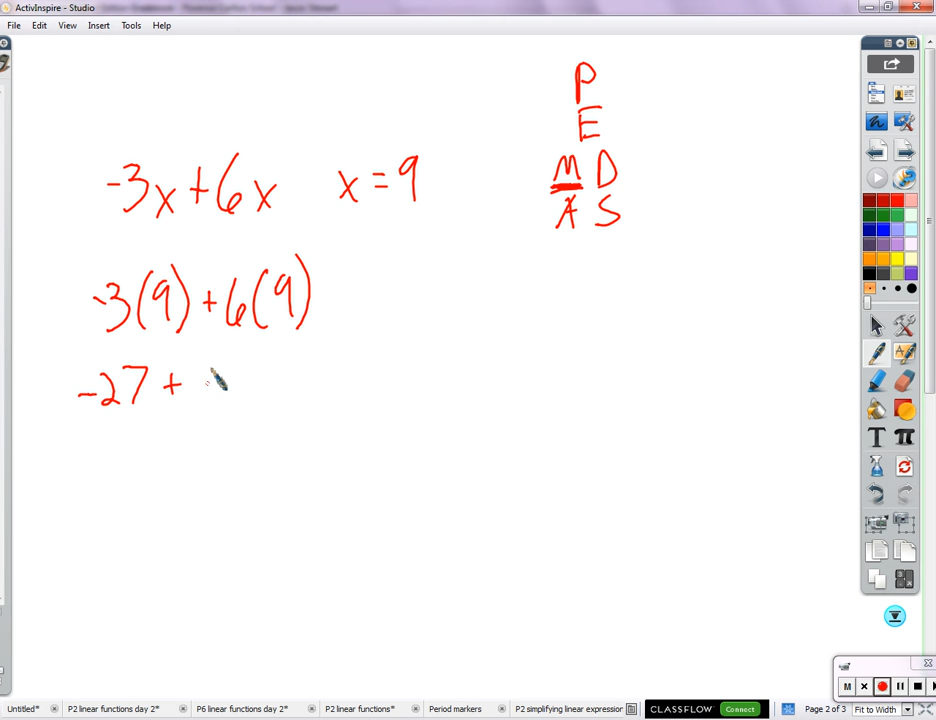 ActivInspire - Studio
File Edit View Insert Tools
P
E
M D
A S
-3x+6x x=9
-3(9)+6(9)
-27+
Untitled* P2 linear functions day 2* P6 linear functions day 2* P2 linear functions* Period markers P2 simplifying linear expression CLASSFLOW Connect Page 2 of 3 Fit to Width
M